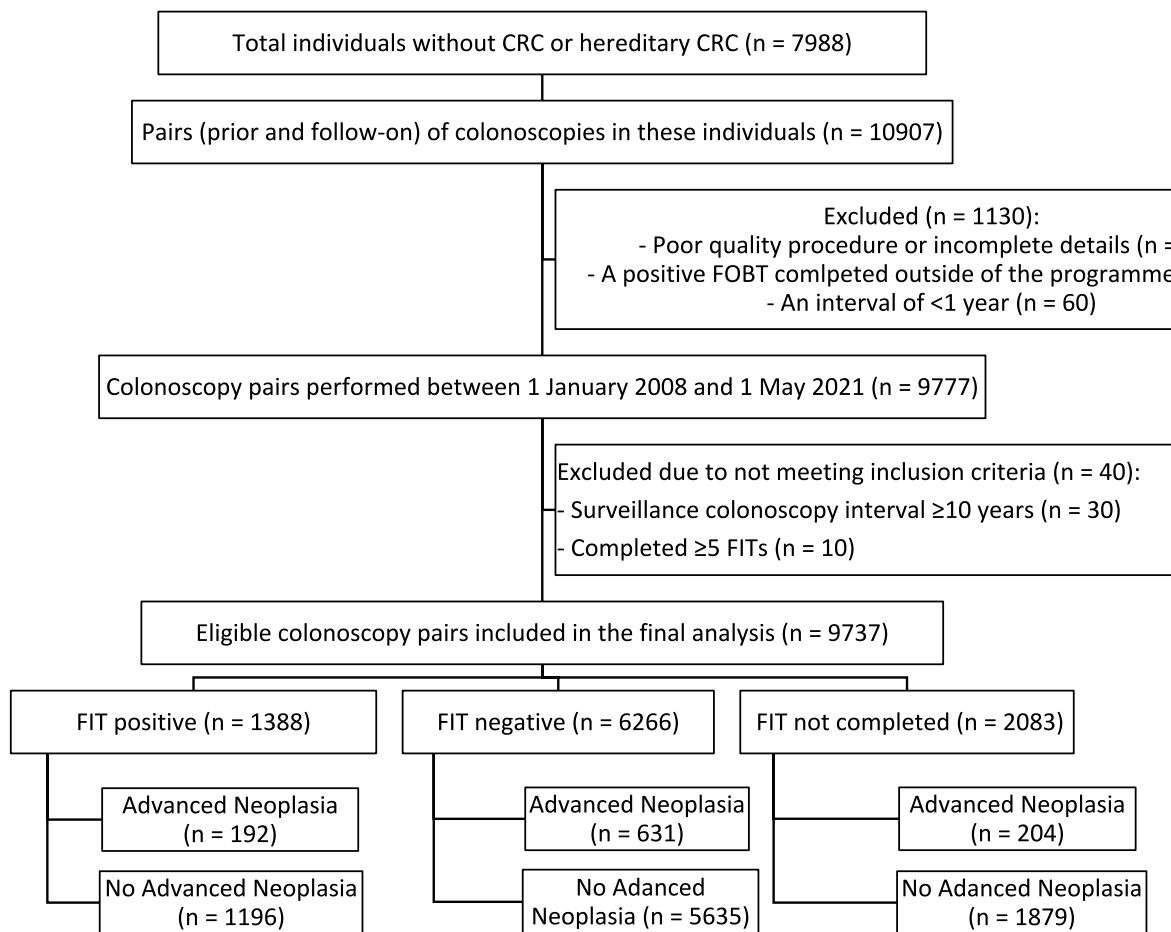 Total individuals without CRC or hereditary CRC (n = 7988)
Pairs (prior and follow-on) of colonoscopies in these individuals (n = 10907)
Excluded (n = 1130):
- Poor quality procedure or incomplete details (n =
- A positive FOBT comlpeted outside of the programme
- An interval of <1 year (n = 60)
Colonoscopy pairs performed between 1 January 2008 and 1 May 2021 (n = 9777)
Excluded due to not meeting inclusion criteria (n = 40):
- Surveillance colonoscopy interval ≥10 years (n = 30)
- Completed ≥5 FITs (n = 10)
Eligible colonoscopy pairs included in the final analysis (n = 9737)
FIT positive (n = 1388)
FIT negative (n = 6266)
FIT not completed (n = 2083)
Advanced Neoplasia
(n = 192)
Advanced Neoplasia
(n = 631)
Advanced Neoplasia
(n = 204)
No Advanced Neoplasia
(n = 1196)
No Adanced
Neoplasia (n = 5635)
No Adanced Neoplasia
(n = 1879)